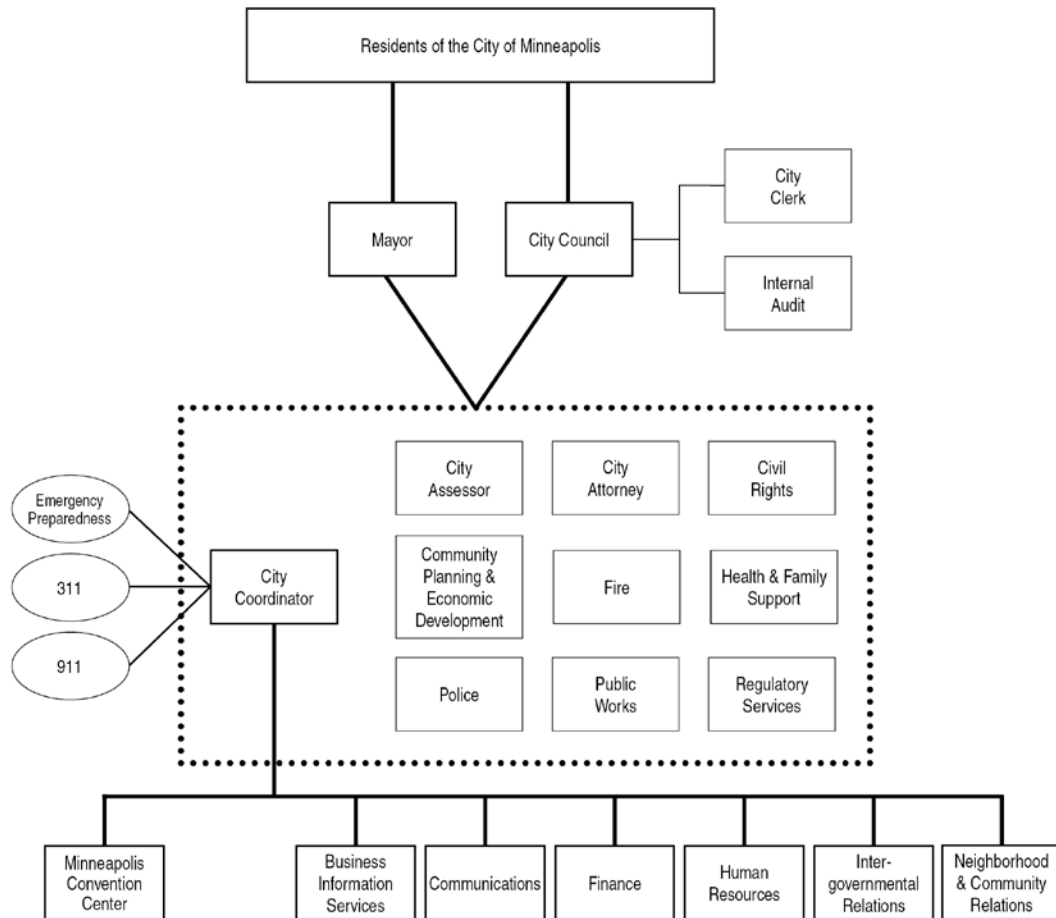 Residents of the City of Minneapolis
City
Clerk
Mayor
City Council
Internal
Audit
City
Assessor
City
Attorney
Civil
Rights
Emergency
Preparedness
311
911
City
Coordinator
Community
Planning &
Economic
Development
Fire
Health & Family
Support
Police
Public
Works
Regulatory
Services
Minneapolis
Convention
Center
Business
Information
Services
Communications
Finance
Human
Resources
Inter-
governmental
Relations
Neighborhood
& Community
Relations